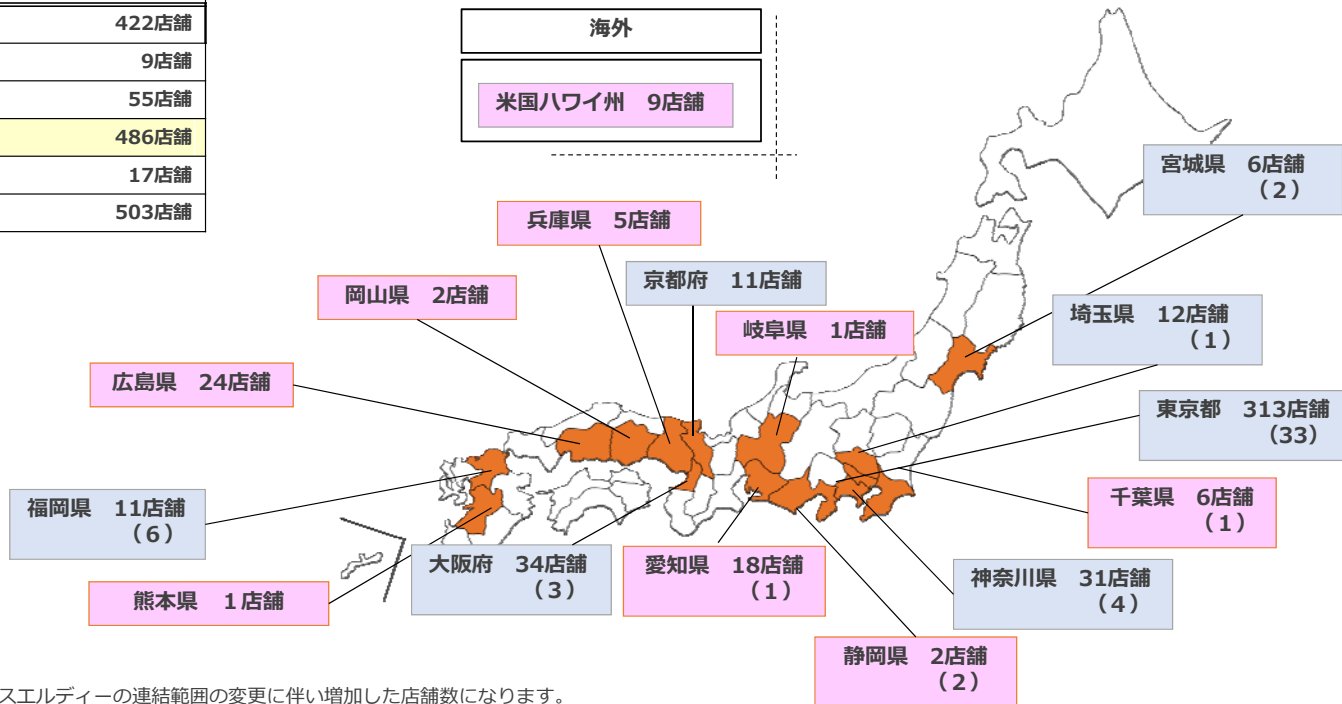 422店舗
9店舗
55店舗
486店舗
17店舗
503店舗
海外
米国ハワイ州 9店舗
宮城県 6店舗
（2）
兵庫県 5店舗
京都府 11店舗
岡山県 2店舗
岐阜県 1店舗
埼玉県 12店舗
（1）
広島県 24店舗
東京都 313店舗
（33）
千葉県 6店舗
（1）
福岡県 11店舗
（6）
大阪府 34店舗
（3）
愛知県 18店舗
（1）
神奈川県 31店舗
（4）
熊本県 1店舗
静岡県 2店舗
（2）
スエルディーの連結範囲の変更に伴い増加した店舗数になります。